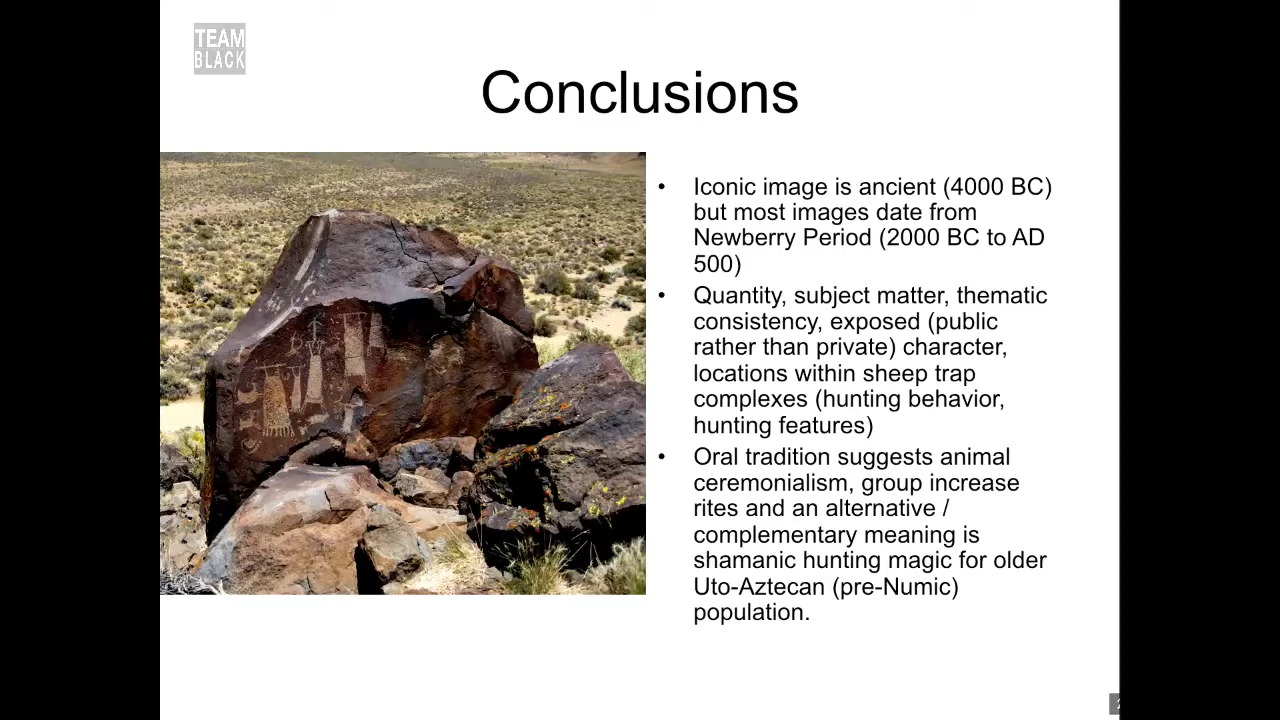 TEAM
BLACK
Conclusions
• Iconic image is ancient (4000 BC)
but most images date from
Newberry Period (2000 BC to AD
500)
• Quantity, subject matter, thematic
consistency, exposed (public
rather than private) character,
locations within sheep trap
complexes (hunting behavior,
hunting features)
• Oral tradition suggests animal
ceremonialism, group increase
rites and an alternative /
complementary meaning is
shamanic hunting magic for older
Uto-Aztecan (pre-Numic)
population.